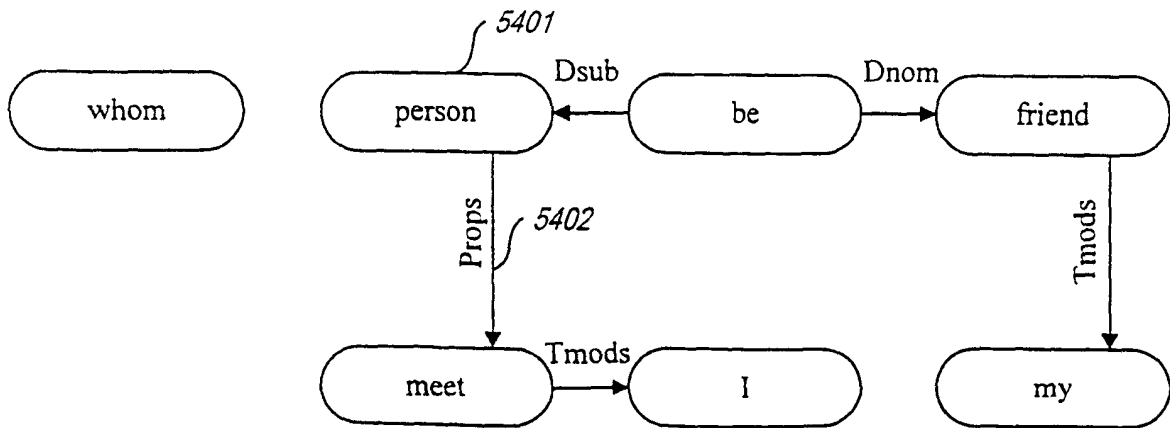 5401
Dsub
Dnom
whom
person
be
friend
Props
5402
Tmods
Tmods
meet
I
my